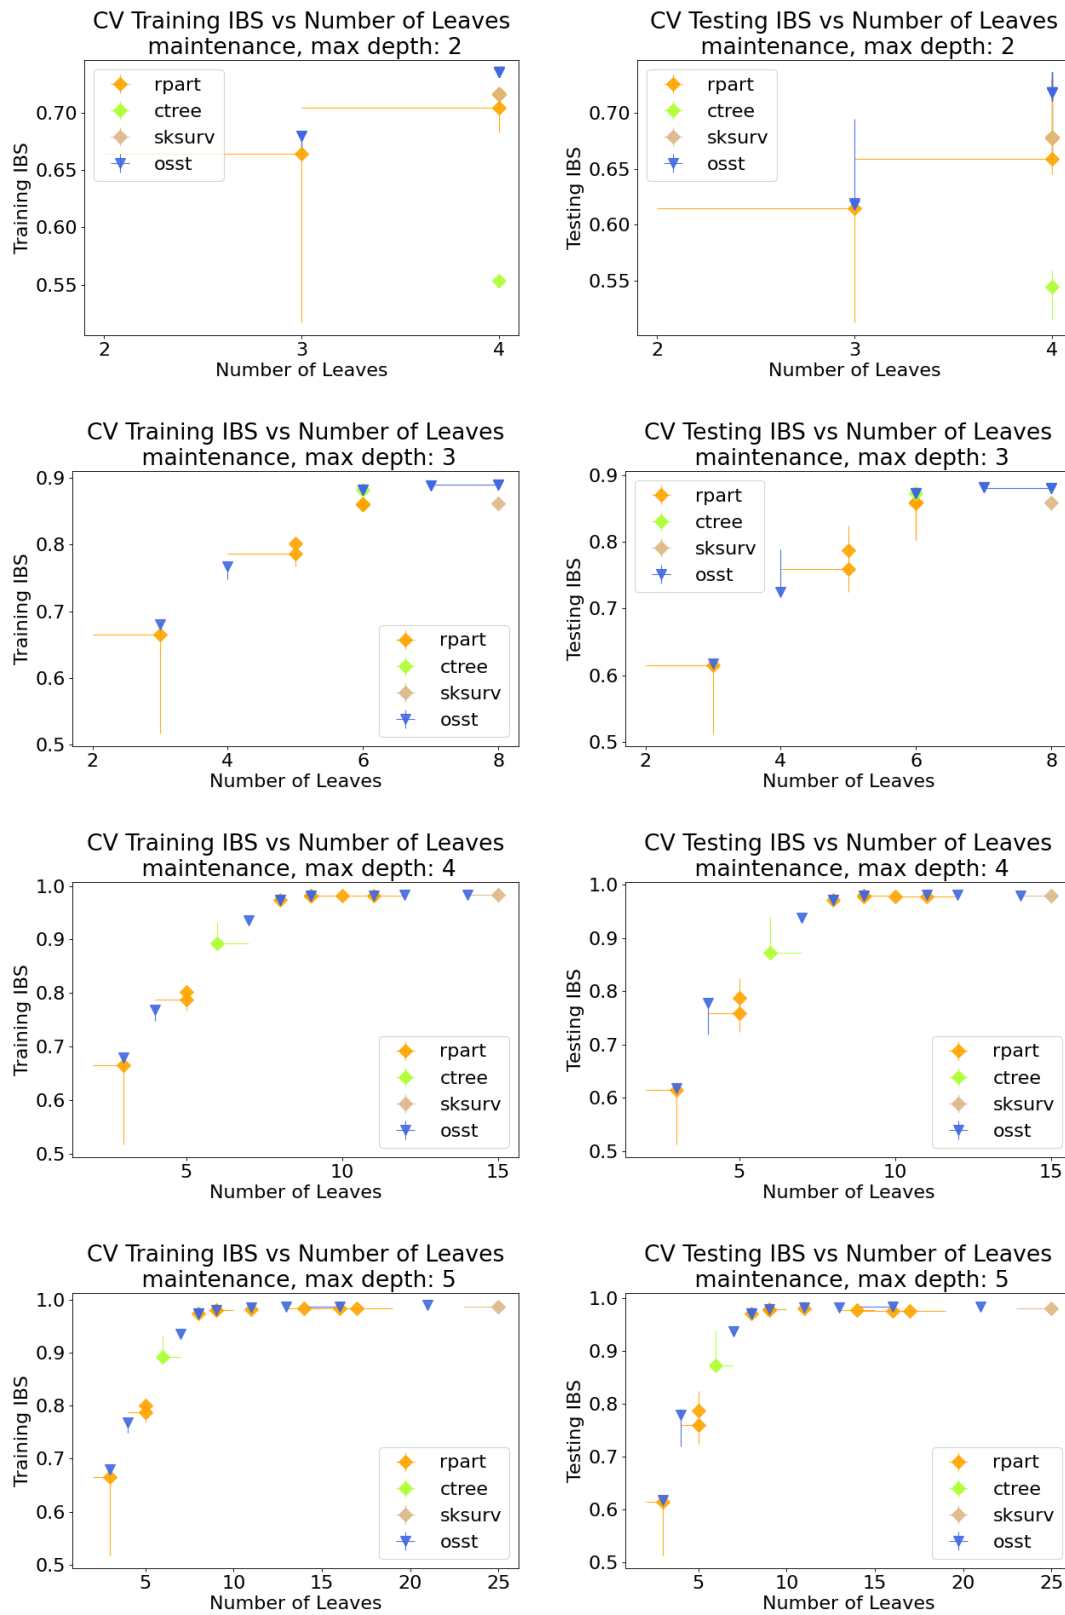 CV Training IBS vs Number of Leaves
maintenance, max depth: 2
Training IBS
0.70
0.65
0.60
0.55
rpart
ctree
sksurv
osst
2 3 4
Number of Leaves
CV Testing IBS vs Number of Leaves
maintenance, max depth: 2
Testing IBS
0.70
0.65
0.60
0.55
rpart
ctree
sksurv
osst
2 3 4
Number of Leaves
CV Training IBS vs Number of Leaves
maintenance, max depth: 3
Training IBS
0.9
0.8
0.7
0.6
0.5
rpart
ctree
sksurv
osst
2 4 6 8
Number of Leaves
CV Testing IBS vs Number of Leaves
maintenance, max depth: 3
Testing IBS
0.9
0.8
0.7
0.6
0.5
rpart
ctree
sksurv
osst
2 4 6 8
Number of Leaves
CV Training IBS vs Number of Leaves
maintenance, max depth: 4
Training IBS
1.0
0.9
0.8
0.7
0.6
0.5
rpart
ctree
sksurv
osst
5 10 15
Number of Leaves
CV Testing IBS vs Number of Leaves
maintenance, max depth: 4
Testing IBS
1.0
0.9
0.8
0.7
0.6
0.5
rpart
ctree
sksurv
osst
5 10 15
Number of Leaves
CV Training IBS vs Number of Leaves
maintenance, max depth: 5
Training IBS
1.0
0.9
0.8
0.7
0.6
0.5
rpart
ctree
sksurv
osst
5 10 15 20 25
Number of Leaves
CV Testing IBS vs Number of Leaves
maintenance, max depth: 5
Testing IBS
1.0
0.9
0.8
0.7
0.6
0.5
rpart
ctree
sksurv
osst
5 10 15 20 25
Number of Leaves